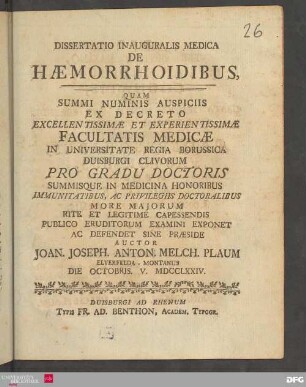 26
DISSERTATIO INAUGURALIS MEDICA
DE
HÆMORRHOIDIBUS,
QUAM
SUMMI NUMINIS AUSPICIIS
EX DECRETO
EXCELLENTISSIMÆ ET EXPERIENTISSIMÆ
FACULTATIS MEDICÆ
IN UNIVERSITATE REGIA BORUSSICA
DUISBURGI CLIVORUM
PRO GRADU DOCTORIS
SUMMISQUE IN MEDICINA HONORIBUS
IMMUNITATIBUS, AC PRIVILEGIIS DOCTORALIBUS
MORE MAJORUM
RITE ET LEGITIME CAPESSENDIS
PUBLICO ERUDITORUM EXAMINI EXPONET
AC DEFENDET SINE PRÆSIDE
AUCTOR
JOAN. JOSEPH. ANTON. MELCH. PLAUM
ELVERFELDA - MONTANUS
DIE OCTOBRIS. V. MDCCLXXIV.
DUISBURGI AD RHENUM
TYPIS FR. AD. BENTHON, ACADEM. TYPOGR.
DFG